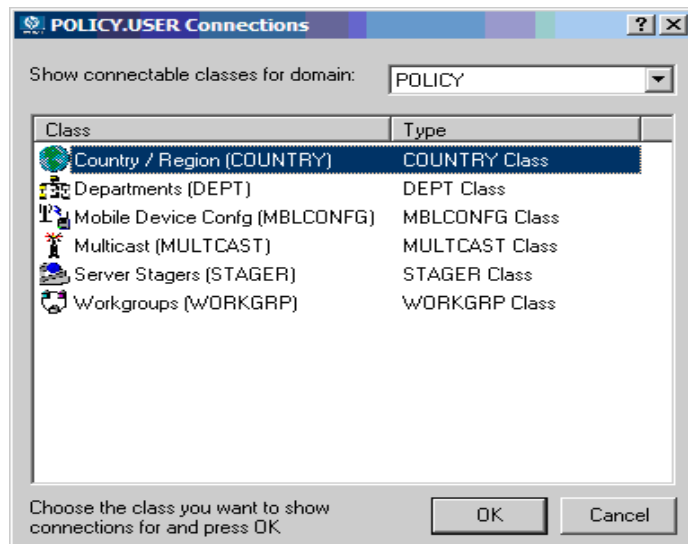 POLICY.USER Connections
Show connectable classes for domain: POLICY
Class Type
Country / Region (COUNTRY) COUNTRY Class
Departments (DEPT) DEPT Class
Mobile Device Confg (MBLCONFG) MBLCONFG Class
Multicast (MULTCAST) MULTCAST Class
Server Stagers (STAGER) STAGER Class
Workgroups (WORKGRP) WORKGRP Class
Choose the class you want to show
connections for and press OK
OK Cancel